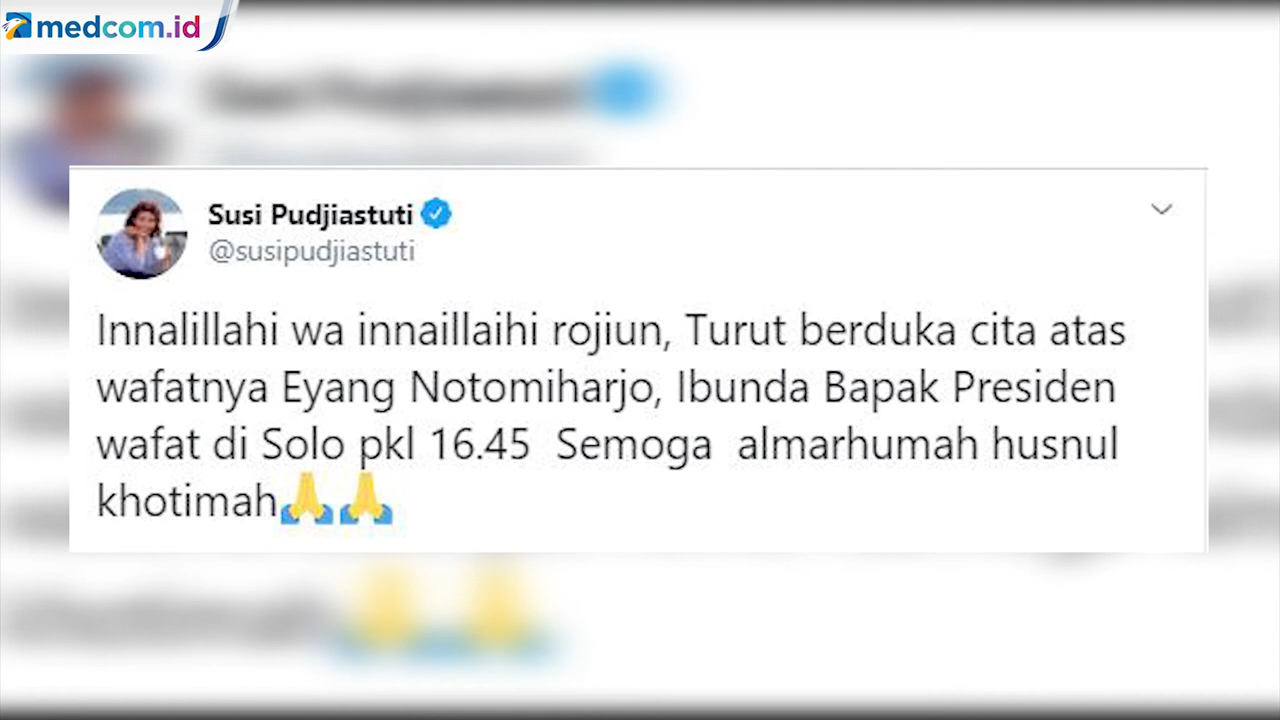 medcom.id
Susi Pudjiastuti
@susipudjiastuti
Innalillahi wa innaillaihi rojiun, Turut berduka cita atas
wafatnya Eyang Notomiharjo, Ibunda Bapak Presiden
wafat di Solo pkl 16.45 Semoga almarhumah husnul
khotimah🙏🙏